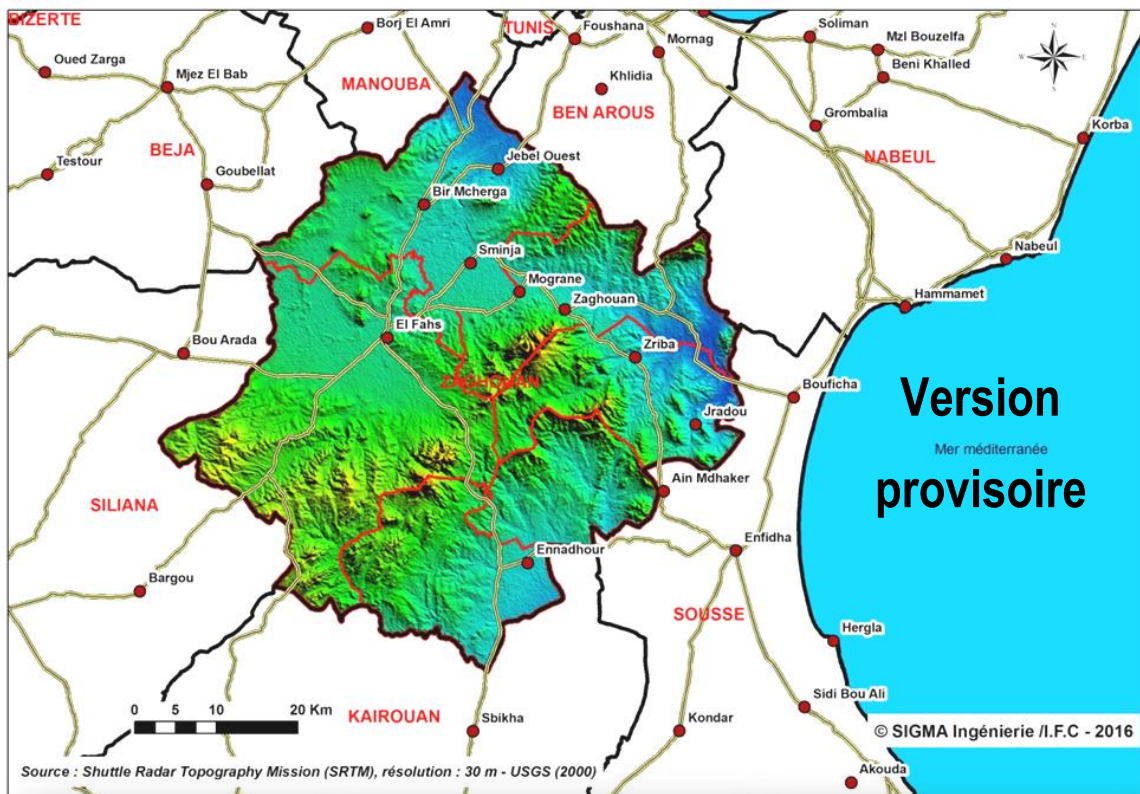 BIZERTE
Borj El Amri
TUNIS
Foushana
Soliman
Mzl Bouzelfa
Oued Zarga
Mjez El Bab
MANOUBA
Mornag
Khlidia
Beni Khalled
W
E
S
BEN AROUS
Grombalia
Korba
BEJA
NABEUL
Testour
Goubellat
Jebel Ouest
Bir Mcherga
Sminja
Nabeul
Mograne
Zaghouan
Hammamet
El Fahs
Bou Arada
Zriba
ZAGHOUAN
Bouficha
Jradou
Version
Mer méditerranée
provisoire
Ain Mdhaker
SILIANA
Enfidha
Ennadhour
Bargou
SOUSSE
Hergla
0 5 10 20 Km
KAIROUAN
Sbikha
Kondar
Sidi Bou Ali
© SIGMA Ingénierie /I.F.C - 2016
Akouda
Source : Shuttle Radar Topography Mission (SRTM), résolution : 30 m - USGS (2000)